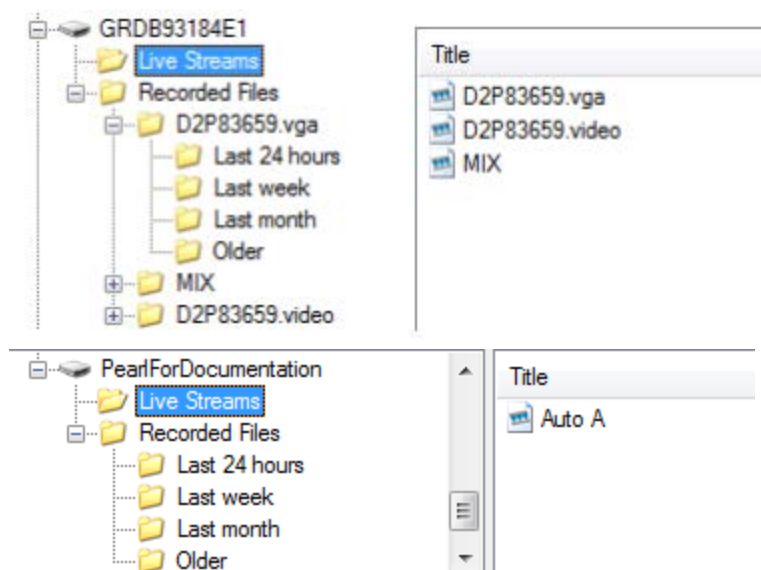 GRDB93184E1
Live Streams
Recorded Files
D2P83659.vga
Last 24 hours
Last week
Last month
Older
MIX
D2P83659.video
Title
D2P83659.vga
D2P83659.video
MIX
PearlForDocumentation
Live Streams
Recorded Files
Last 24 hours
Last week
Last month
Older
Title
Auto A